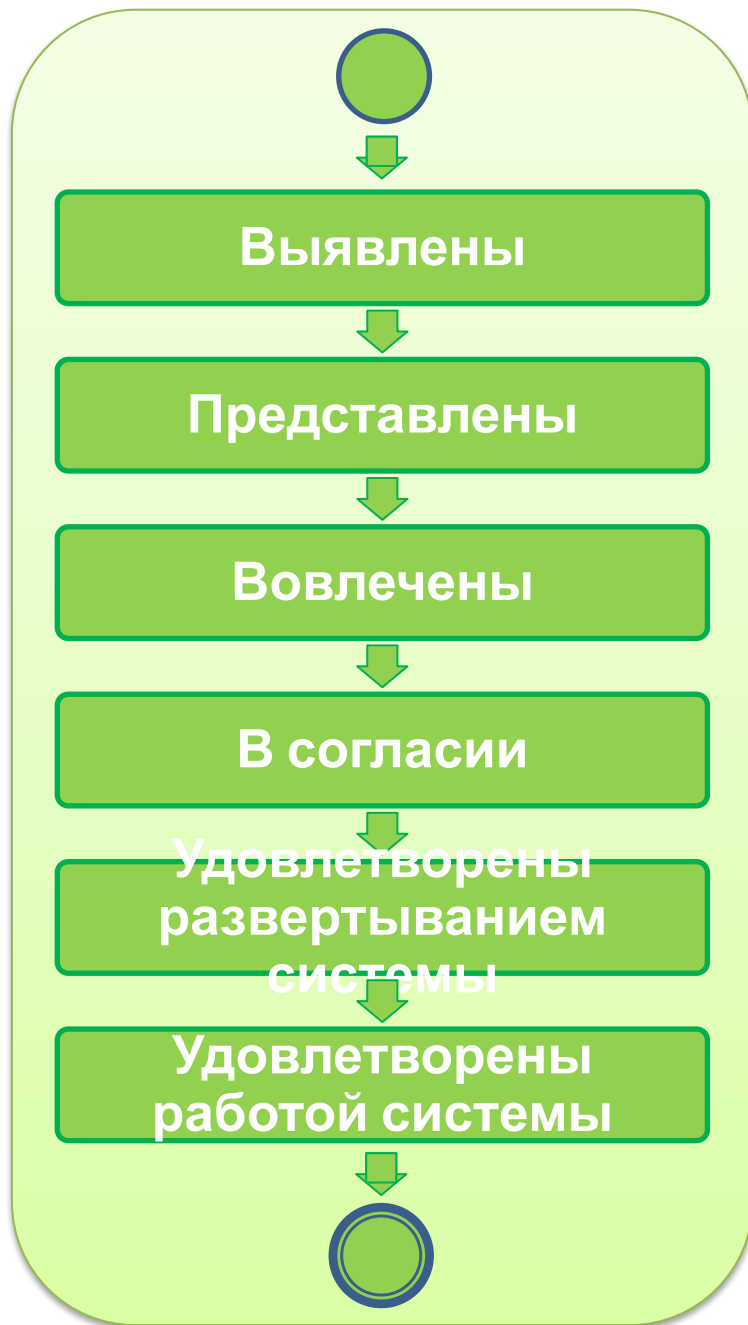 Выявлены
Представлены
Вовлечены
В согласии
Удовлетворены
развертыванием
системы
Удовлетворены
работой системы